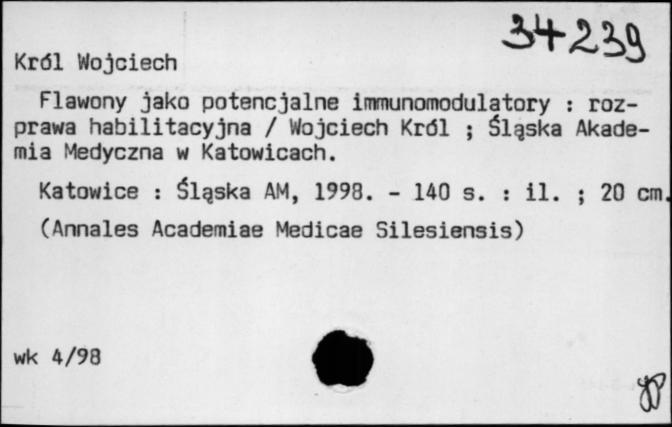 34239
Król Wojciech
Flawony jako potencjalne immunomodulatory : roz-
prawa habilitacyjna / Wojciech Król ; Śląska Akade-
mia Medyczna w Katowicach.
Katowice : Śląska AM, 1998. - 140 s. : il. ; 20 cm.
(Annales Academiae Medicae Silesiensis)
wk 4/98